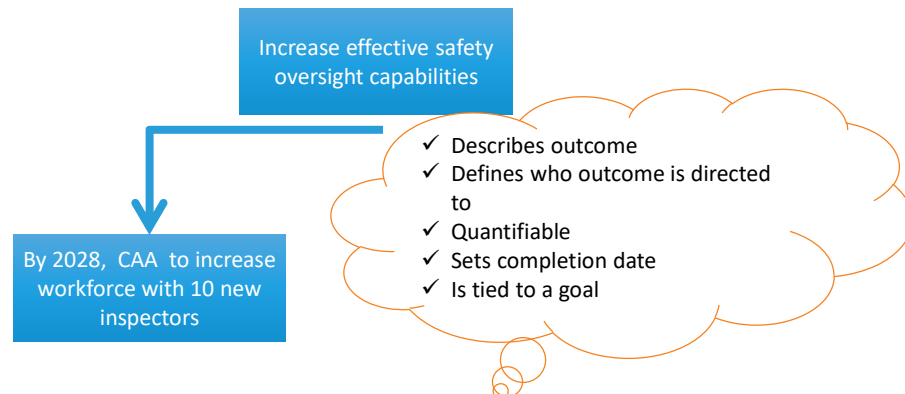 Increase effective safety
oversight capabilities
✓ Describes outcome
✓ Defines who outcome is directed
to
✓ Quantifiable
✓ Sets completion date
✓ Is tied to a goal
By 2028, CAA to increase
workforce with 10 new
inspectors